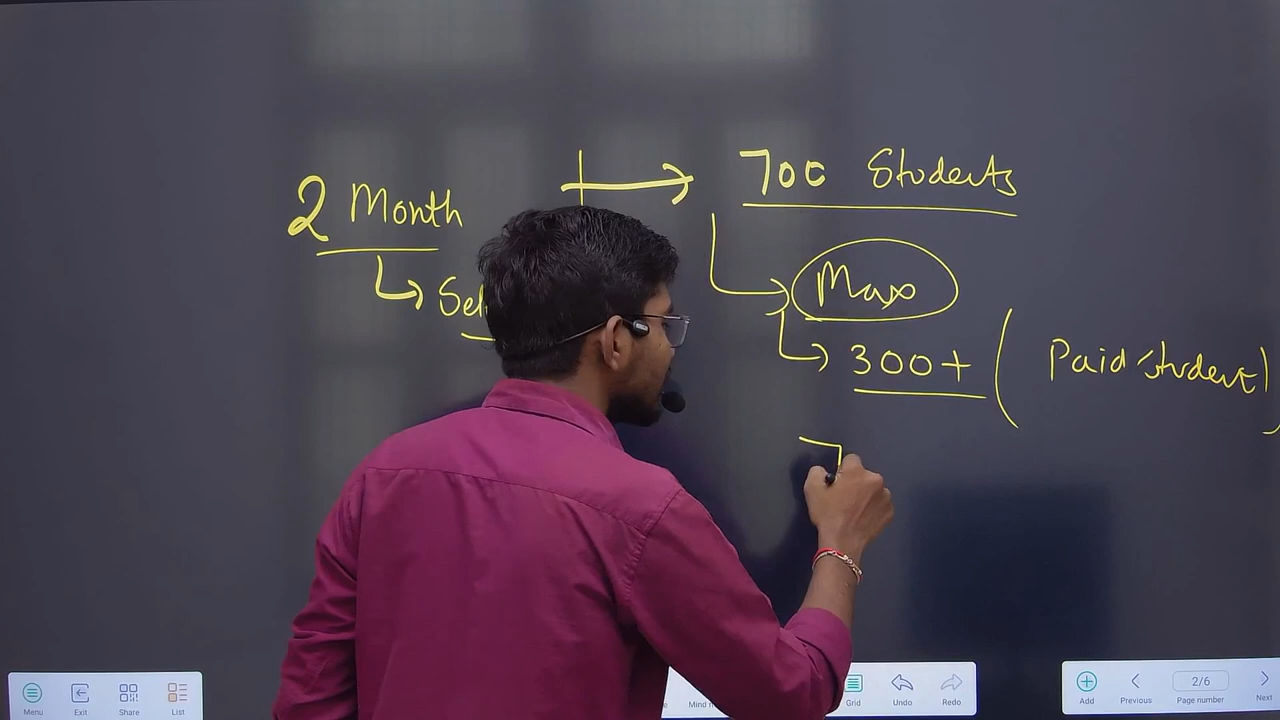 2 Month
700 Students
Max
300+ (Paid student)
Menu
Exit
Share
List
Grid
Undo
Redo
Add
Previous
2/6
Page number
Next